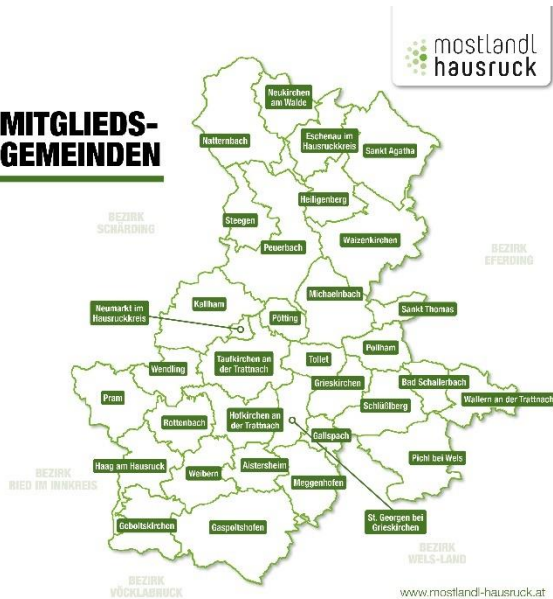 mostlandl
hausruck
MITGLIEDS-
GEMEINDEN
Neukirchen
am Walde
Natternbach
Eschenau im
Hausruckkreis
Sankt Agatha
Heiligenberg
BEZIRK
SCHÄRDING
Steegen
Peuerbach
Waizenkirchen
BEZIRK
EFERDING
Michaelnbach
Kallham
Neumarkt im
Hausruckkreis
Pötting
Sankt Thomas
Pollham
Wendling
Taufkirchen an
der Trattnach
Tollet
Grieskirchen
Bad Schallerbach
Wallern an der Trattnach
Pram
Schlüßlberg
Rottenbach
Hofkirchen an
der Trattnach
Gallspach
Pichl bei Wels
Haag am Hausruck
Weibern
Aistersheim
Meggenhofen
BEZIRK
RIED IM INNKREIS
Geboltskirchen
Gaspoltshofen
St. Georgen bei
Grieskirchen
BEZIRK
WELS-LAND
BEZIRK
VÖCKLABRUCK
www.mostlandl-hausruck.at